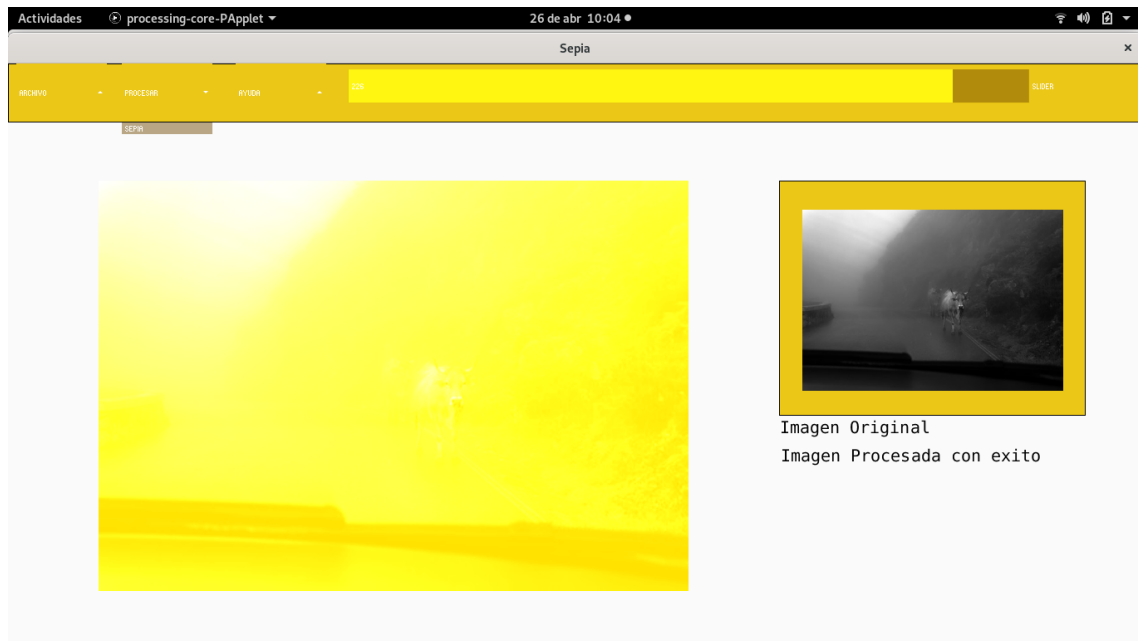 Actividades processing-core-PApplet 26 de abr 10:04
Sepia
ARCHIVO PROCESAR AYUDA 226 SLIDER
SEPIA
Imagen Original
Imagen Procesada con exito